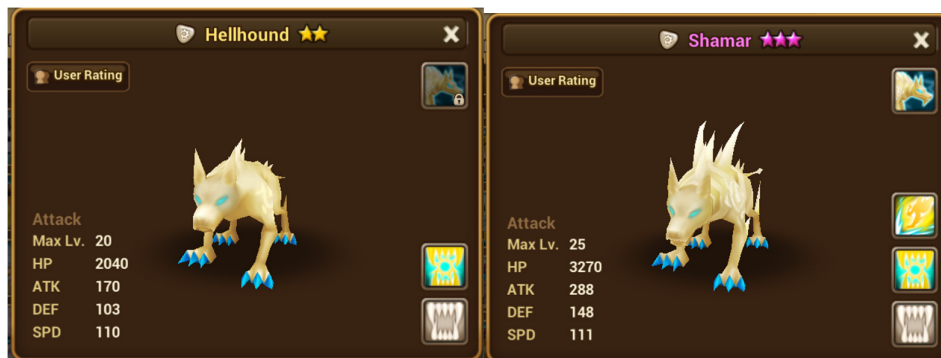 Hellhound
User Rating
Attack
Max Lv. 20
HP 2040
ATK 170
DEF 103
SPD 110
Shamar
User Rating
Attack
Max Lv. 25
HP 3270
ATK 288
DEF 148
SPD 111